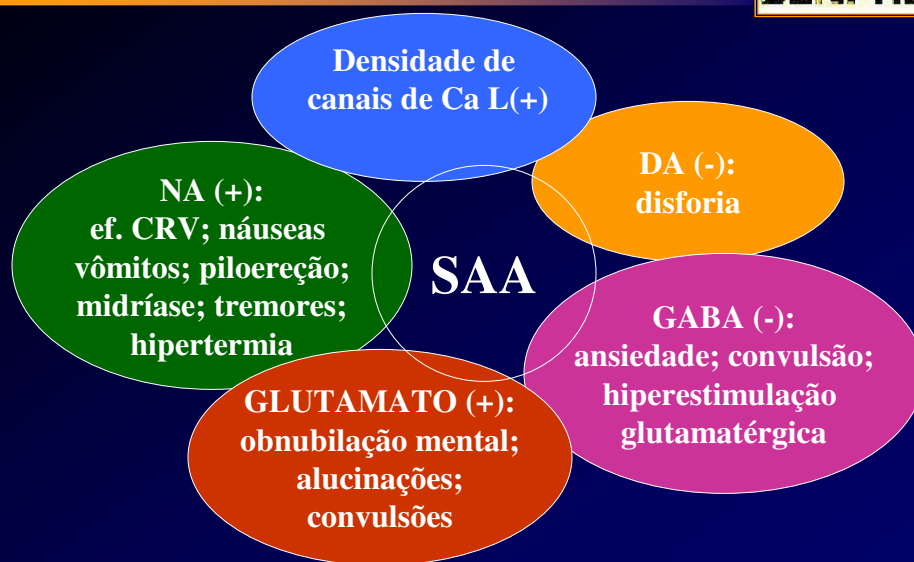 Densidade de
canais de Ca L(+)
DA (-):
disforia
NA (+):
ef. CRV; náuseas
vômitos; piloereção;
midríase; tremores;
hipertermia
SAA
GABA (-):
ansiedade; convulsão;
hiperestimulação
glutamatérgica
GLUTAMATO (+):
obnubilação mental;
alucinações;
convulsões